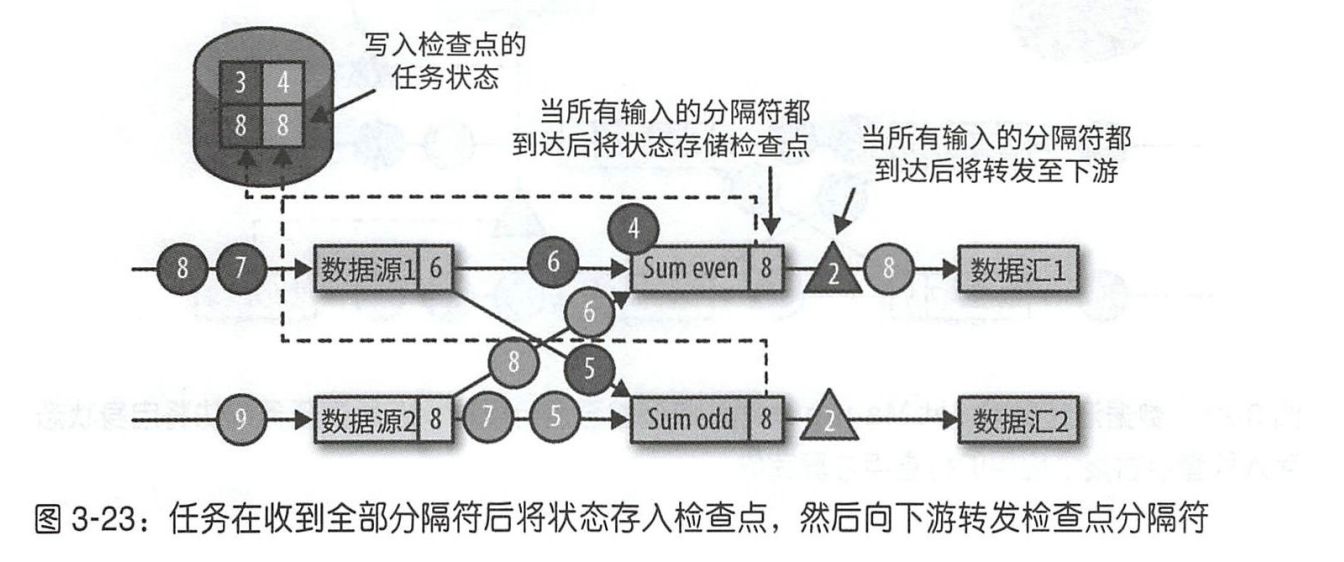 写入检查点的
任务状态
3 4
8 8
当所有输入的分隔符都
到达后将状态存储检查点
当所有输入的分隔符都
到达后将转发至下游
4
8 7 数据源1 6 6 Sum even 8 2 8 数据汇1
6
8 5
9 数据源2 8 7 5 Sum odd 8 2 数据汇2
图 3-23：任务在收到全部分隔符后将状态存入检查点，然后向下游转发检查点分隔符